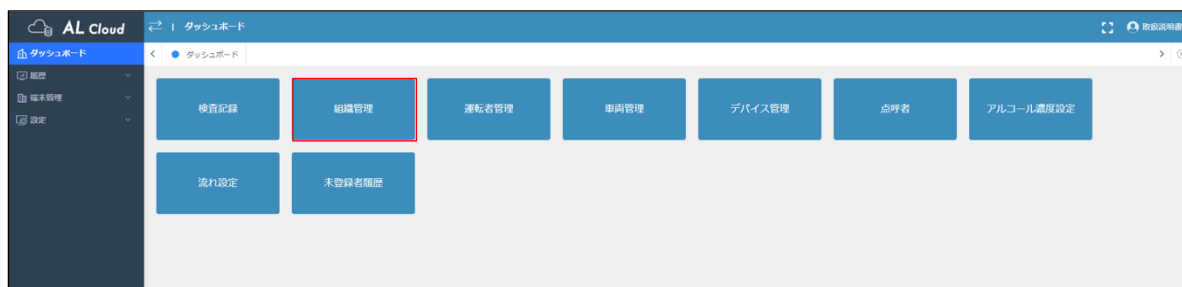 AL Cloud
ダッシュボード
取扱説明書
ダッシュボード
ダッシュボード
履歴
端末管理
設定
検査記録
組織管理
運転者管理
車両管理
デバイス管理
点呼者
アルコール濃度設定
流れ設定
未登録者履歴